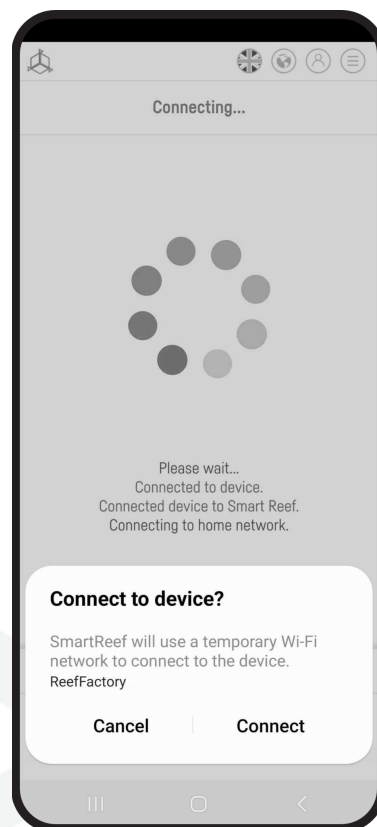 Connecting...
Please wait...
Connected to device.
Connected device to Smart Reef.
Connecting to home network.
Connect to device?
SmartReef will use a temporary Wi-Fi
network to connect to the device.
ReefFactory
Cancel
Connect